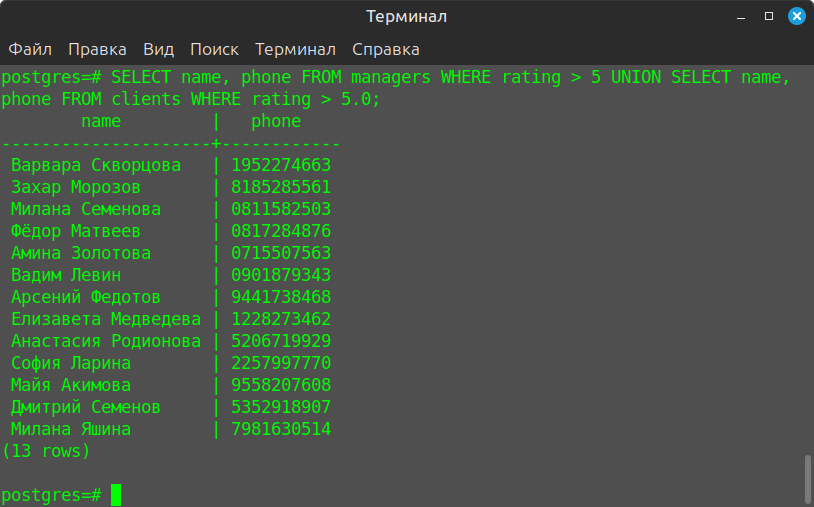 Терминал
Файл Правка Вид Поиск Терминал Справка
postgres=# SELECT name, phone FROM managers WHERE rating > 5 UNION SELECT name,
phone FROM clients WHERE rating > 5.0;
        name         |   phone
---------------------+------------
 Варвара Скворцова   | 1952274663
 Захар Морозов       | 8185285561
 Милана Семенова     | 0811582503
 Фёдор Матвеев       | 0817284876
 Амина Золотова      | 0715507563
 Вадим Левин         | 0901879343
 Арсений Федотов     | 9441738468
 Елизавета Медведева | 1228273462
 Анастасия Родионова | 5206719929
 София Ларина        | 2257997770
 Майя Акимова        | 9558207608
 Дмитрий Семенов     | 5352918907
 Милана Яшина        | 7981630514
(13 rows)
postgres=#